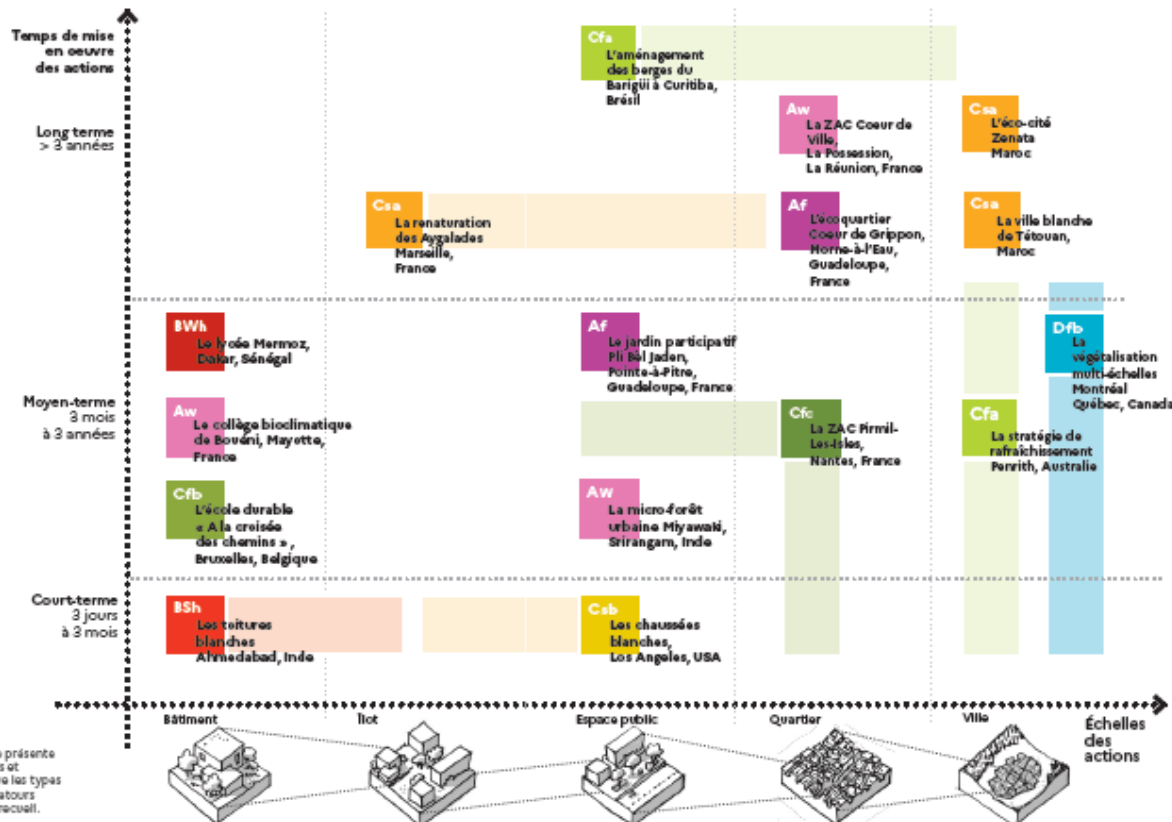 Temps de mise
en oeuvre
des actions
Cfa
L'aménagement
des berges du
Barigüi à Curitiba,
Brésil
Long terme
> 3 années
Aw
La ZAC Coeur de
Ville,
La Possession,
La Réunion, France
Csa
L'éco-cité
Zenata
Maroc
Csa
La renaturation
des Aygalades
Marseille,
France
Af
L'écoquartier
Coeur de Grippon,
Morne-à-l'Eau,
Guadeloupe,
France
Csa
La ville blanche
de Tétouan,
Maroc
BWh
Le lycée Mermoz,
Dakar, Sénégal
Af
Le jardin participatif
Pli Bel Jaden,
Pointe-à-Pitre,
Guadeloupe, France
Dfb
La
végétalisation
multi-échelles
Montréal
Québec, Canada
Moyen-terme
3 mois
à 3 années
Aw
Le collège bioclimatique
de Bouéni, Mayotte,
France
Cfc
La ZAC Pirmil-
Les-Isles,
Nantes, France
Cfa
La stratégie de
rafraîchissement
Penrith, Australie
Cfb
L'école durable
« A la croisée
des chemins »,
Bruxelles, Belgique
Aw
La micro-forêt
urbaine Miyawaki,
Srirangam, Inde
Court-terme
3 jours
à 3 mois
BSh
Les toitures
blanches
Ahmedabad, Inde
Csb
Les chaussées
blanches,
Los Angeles, USA
Bâtiment
Îlot
Espace public
Quartier
Ville
Échelles
des
actions
présente
et
les types
recueil.